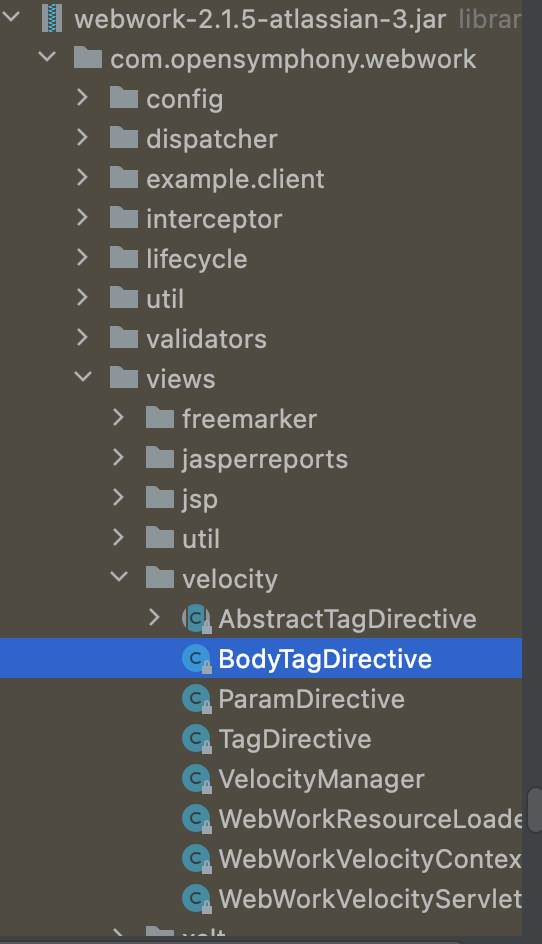 webwork-2.1.5-atlassian-3.jar librar
com.opensymphony.webwork
config
dispatcher
example.client
interceptor
lifecycle
util
validators
views
freemarker
jasperreports
jsp
util
velocity
AbstractTagDirective
BodyTagDirective
ParamDirective
TagDirective
VelocityManager
WebWorkResourceLoade
WebWorkVelocityContex
WebWorkVelocityServlet